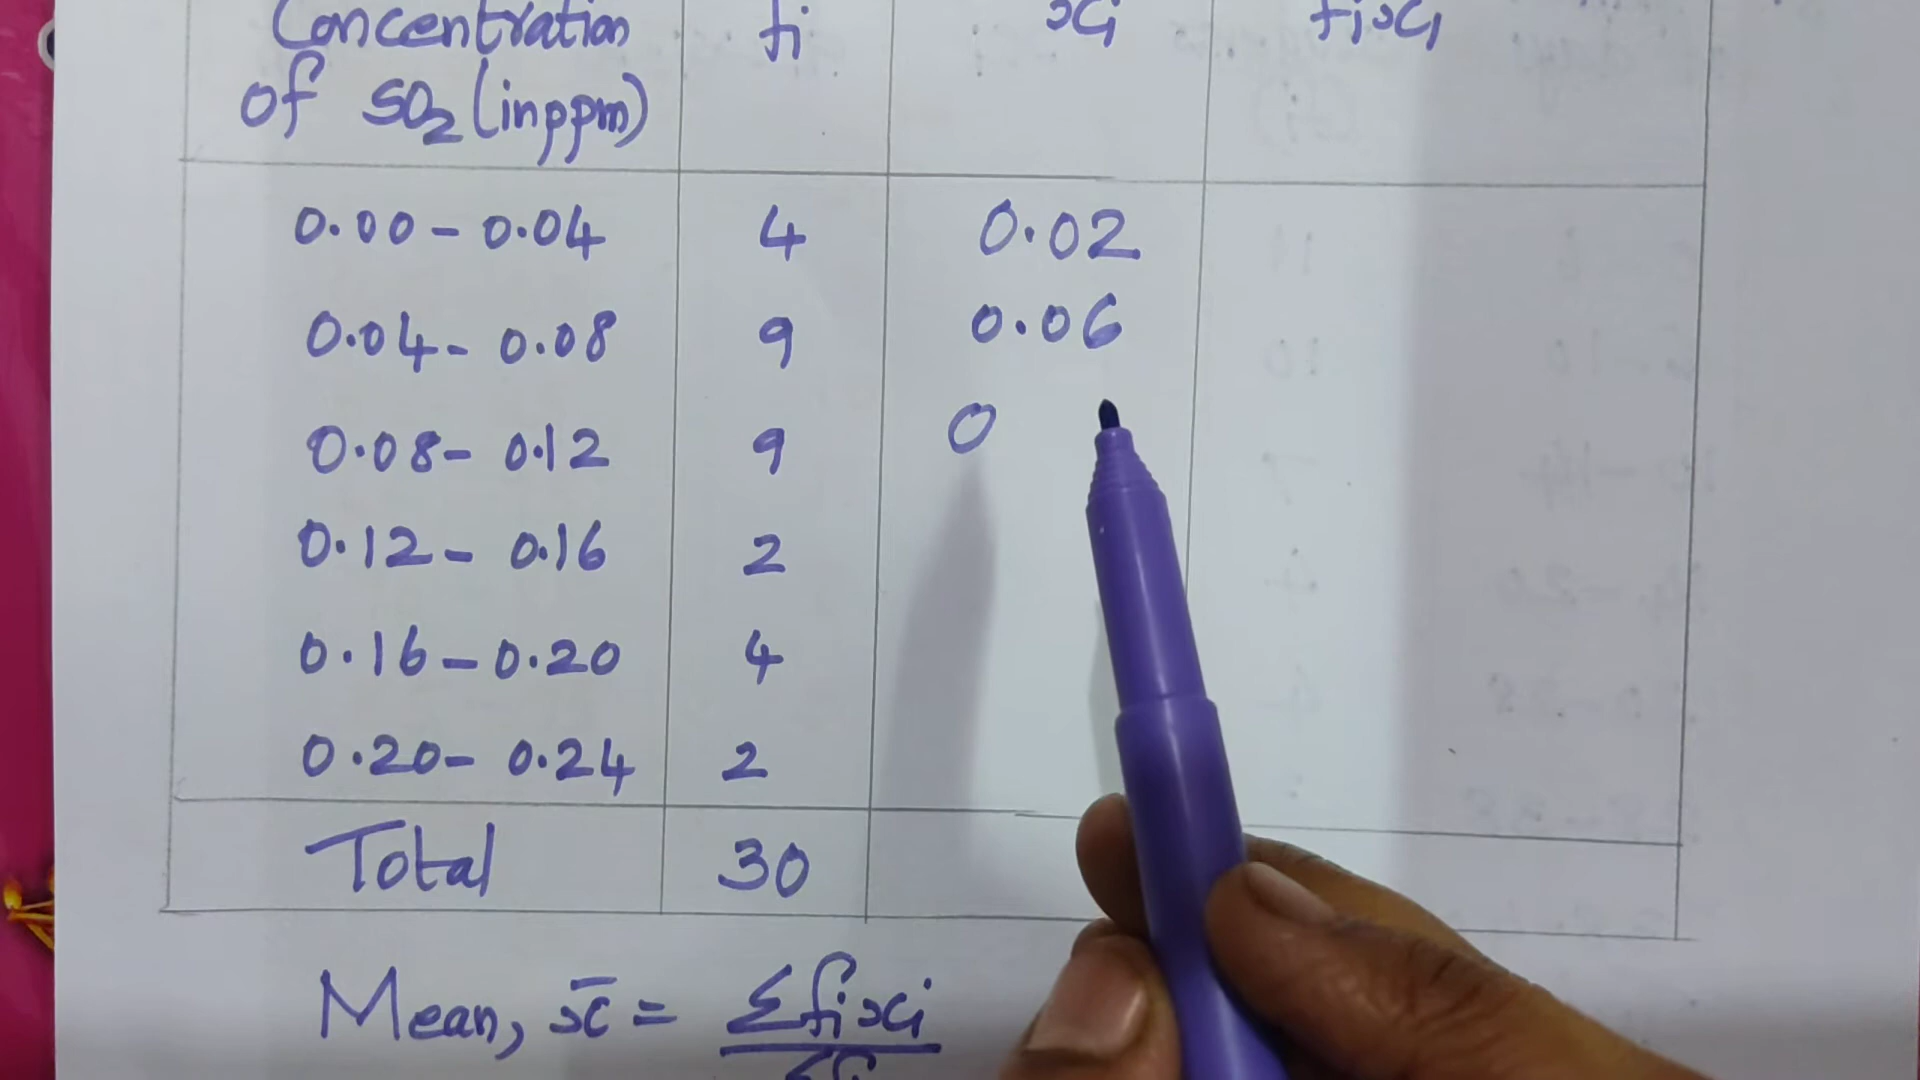 Concentration of SO2 (in ppm) fi xi fixi
0.00 - 0.04 4 0.02
0.04 - 0.08 9 0.06
0.08 - 0.12 9 0
0.12 - 0.16 2
0.16 - 0.20 4
0.20 - 0.24 2
Total 30
Mean, x̄ = Σfixi